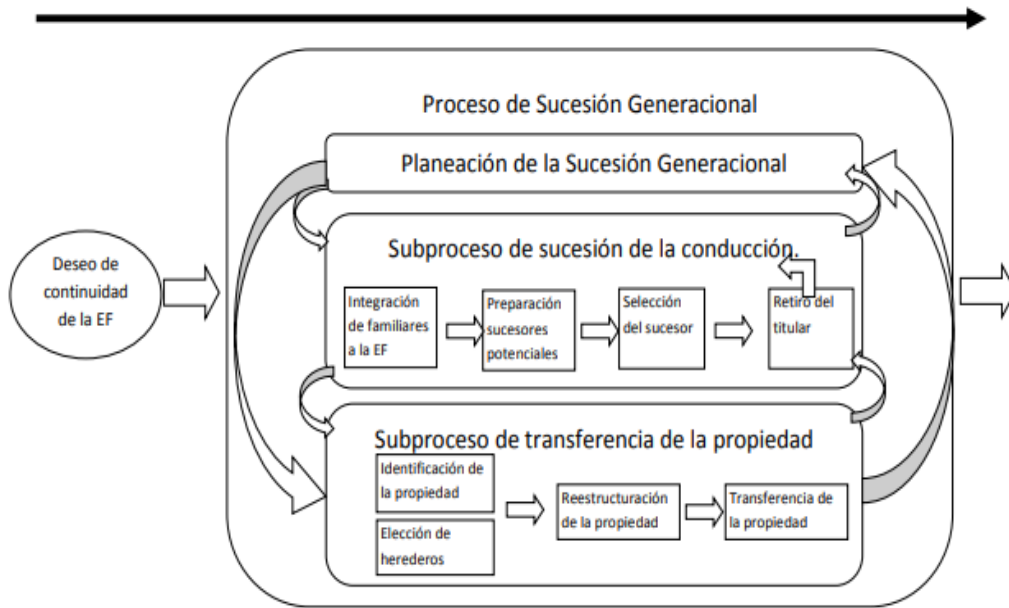 Proceso de Sucesión Generacional
Planeación de la Sucesión Generacional
Deseo de
continuidad
de la EF
Subproceso de sucesión de la conducción.
Integración
de familiares
a la EF
Preparación
sucesores
potenciales
Selección
del sucesor
Retiro del
titular
Subproceso de transferencia de la propiedad
Identificación de
la propiedad
Elección de
herederos
Reestructuración
de la propiedad
Transferencia de
la propiedad